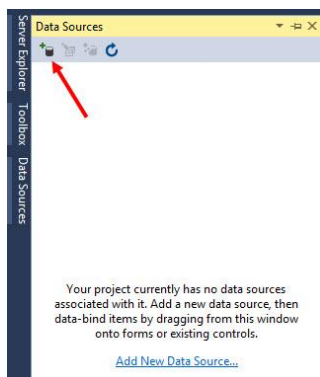 Server Explorer
Toolbox
Data Sources
Data Sources
Your project currently has no data sources
associated with it. Add a new data source, then
data-bind items by dragging from this window
onto forms or existing controls.
Add New Data Source...